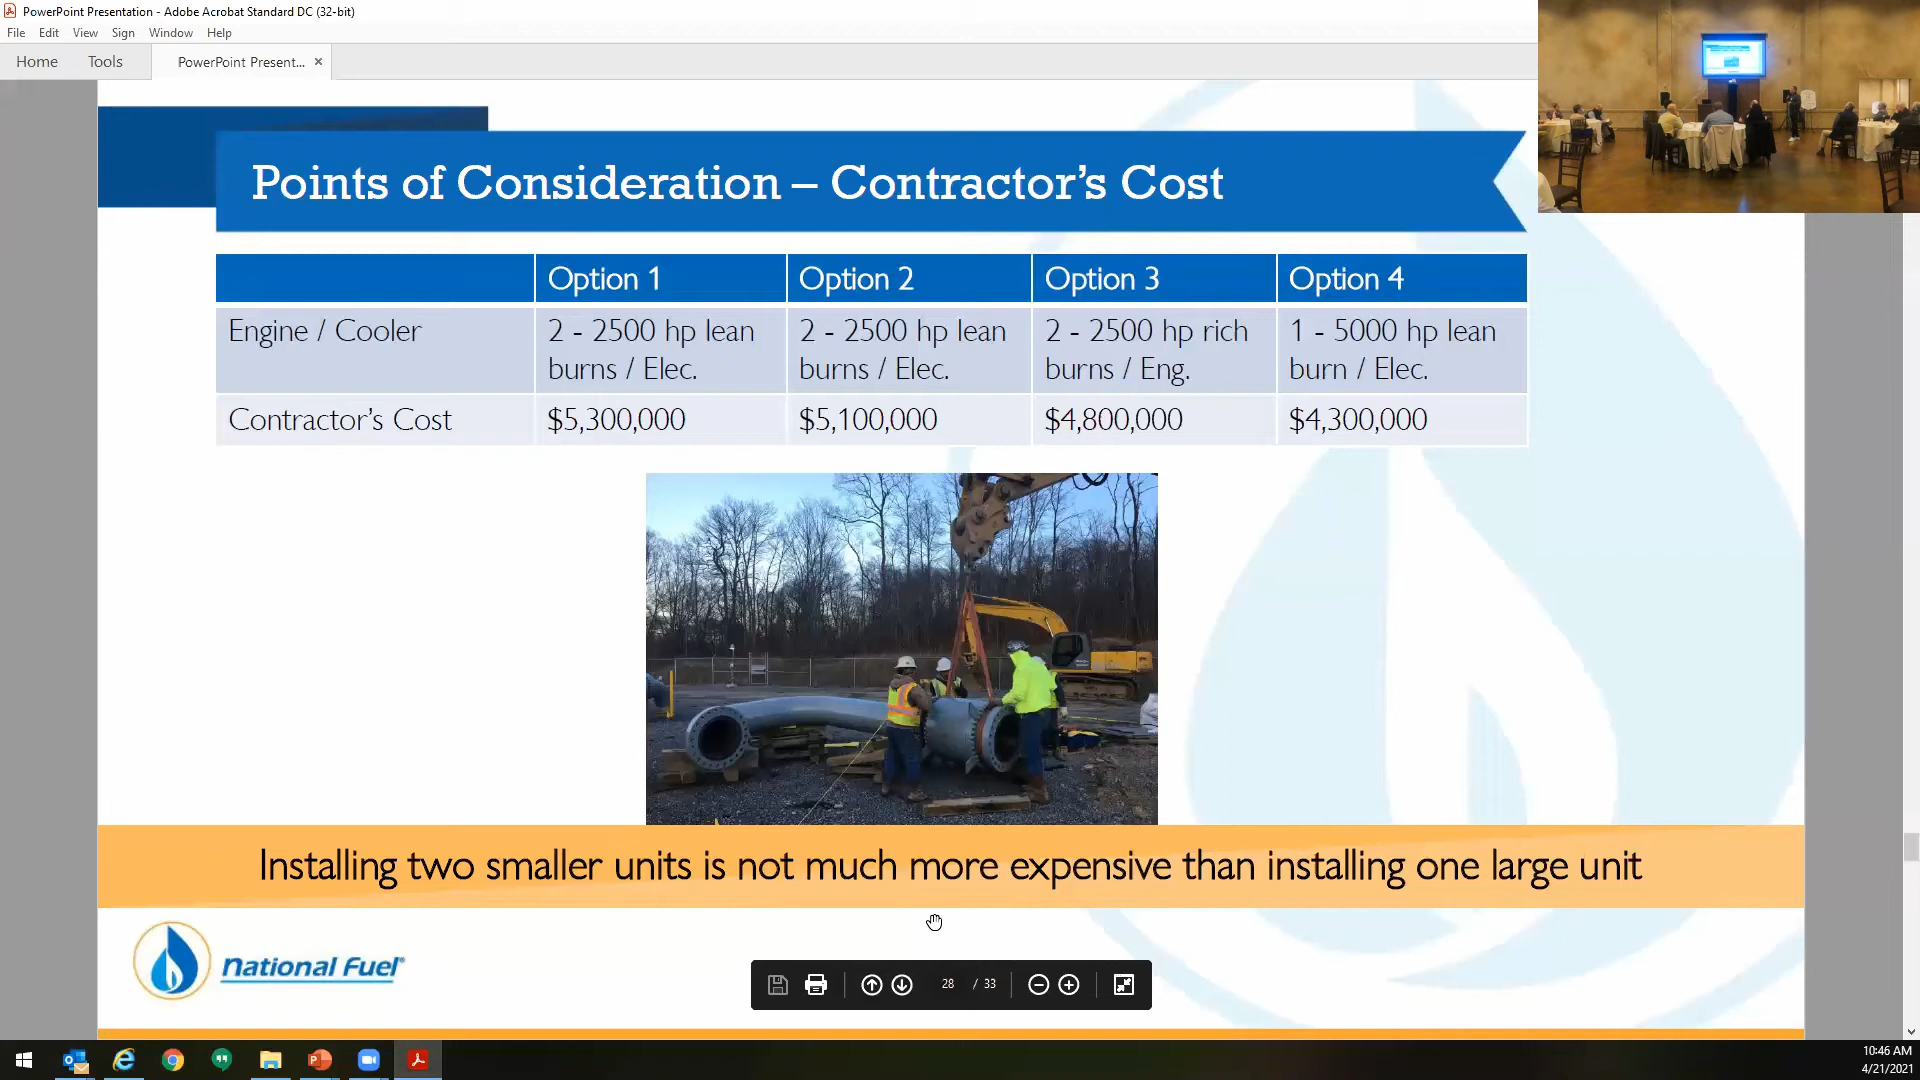 PowerPoint Presentation - Adobe Acrobat Standard DC (32-bit)
File Edit View Sign Window Help
Home Tools PowerPoint Present... ×
Points of Consideration – Contractor's Cost
Option 1 Option 2 Option 3 Option 4
Engine / Cooler 2 - 2500 hp lean 2 - 2500 hp lean 2 - 2500 hp rich 1 - 5000 hp lean
burns / Elec. burns / Elec. burns / Eng. burn / Elec.
Contractor's Cost $5,300,000 $5,100,000 $4,800,000 $4,300,000
Installing two smaller units is not much more expensive than installing one large unit
National Fuel®
28 / 33
10:46 AM
4/21/2021